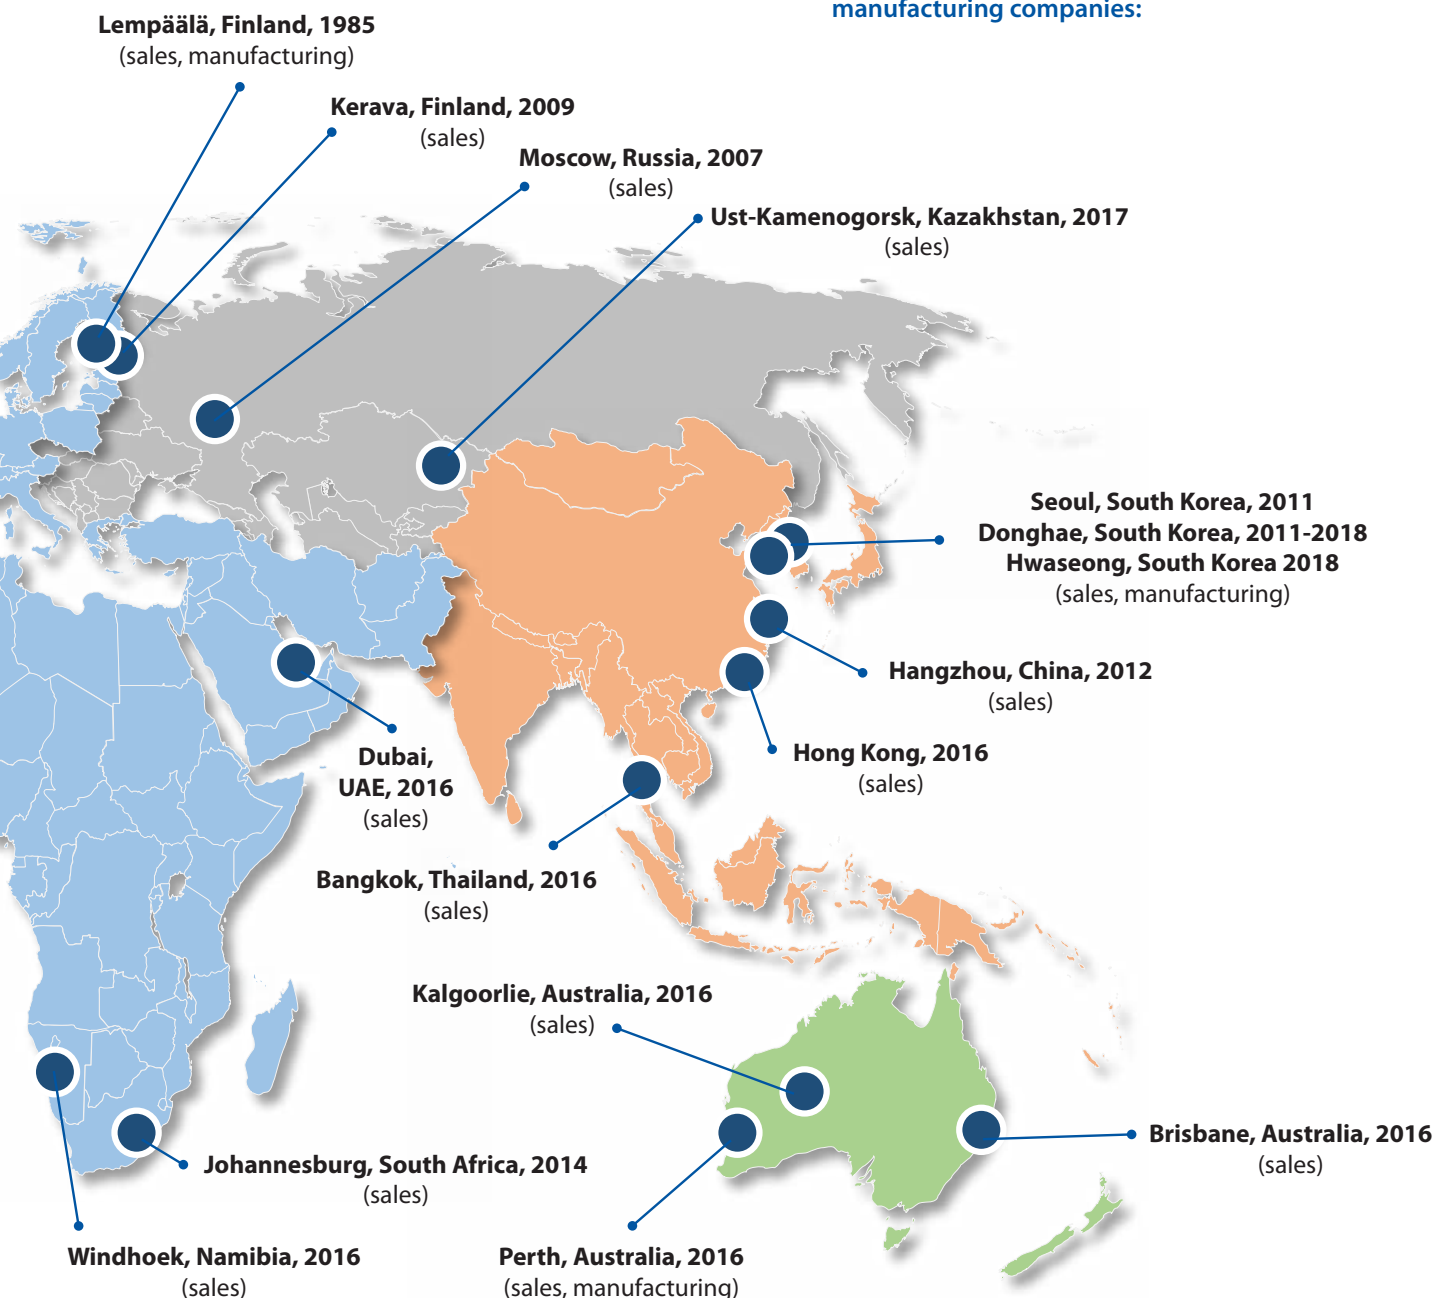 manufacturing companies:
Lempäälä, Finland, 1985
(sales, manufacturing)
Kerava, Finland, 2009
(sales)
Moscow, Russia, 2007
(sales)
Ust-Kamenogorsk, Kazakhstan, 2017
(sales)
Seoul, South Korea, 2011
Donghae, South Korea, 2011-2018
Hwaseong, South Korea 2018
(sales, manufacturing)
Hangzhou, China, 2012
(sales)
Hong Kong, 2016
(sales)
Dubai,
UAE, 2016
(sales)
Bangkok, Thailand, 2016
(sales)
Kalgoorlie, Australia, 2016
(sales)
Brisbane, Australia, 2016
(sales)
Johannesburg, South Africa, 2014
(sales)
Windhoek, Namibia, 2016
(sales)
Perth, Australia, 2016
(sales, manufacturing)